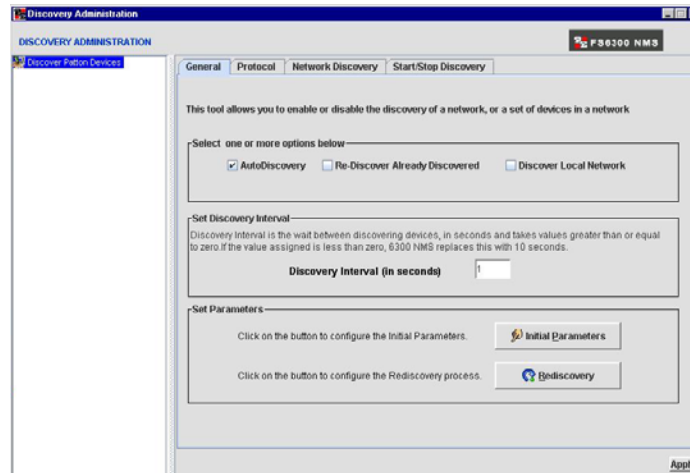 Discovery Administration
DISCOVERY ADMINISTRATION
FS6300 NMS
Discover Patton Devices
General
Protocol
Network Discovery
Start/Stop Discovery
This tool allows you to enable or disable the discovery of a network, or a set of devices in a network
Select one or more options below
AutoDiscovery
Re-Discover Already Discovered
Discover Local Network
Set Discovery Interval
Discovery Interval is the wait between discovering devices, in seconds and takes values greater than or equal
to zero.If the value assigned is less than zero, 6300 NMS replaces this with 10 seconds.
Discovery Interval (in seconds)
1
Set Parameters
Click on the button to configure the Initial Parameters.
Initial Parameters
Click on the button to configure the Rediscovery process.
Rediscovery
Appl